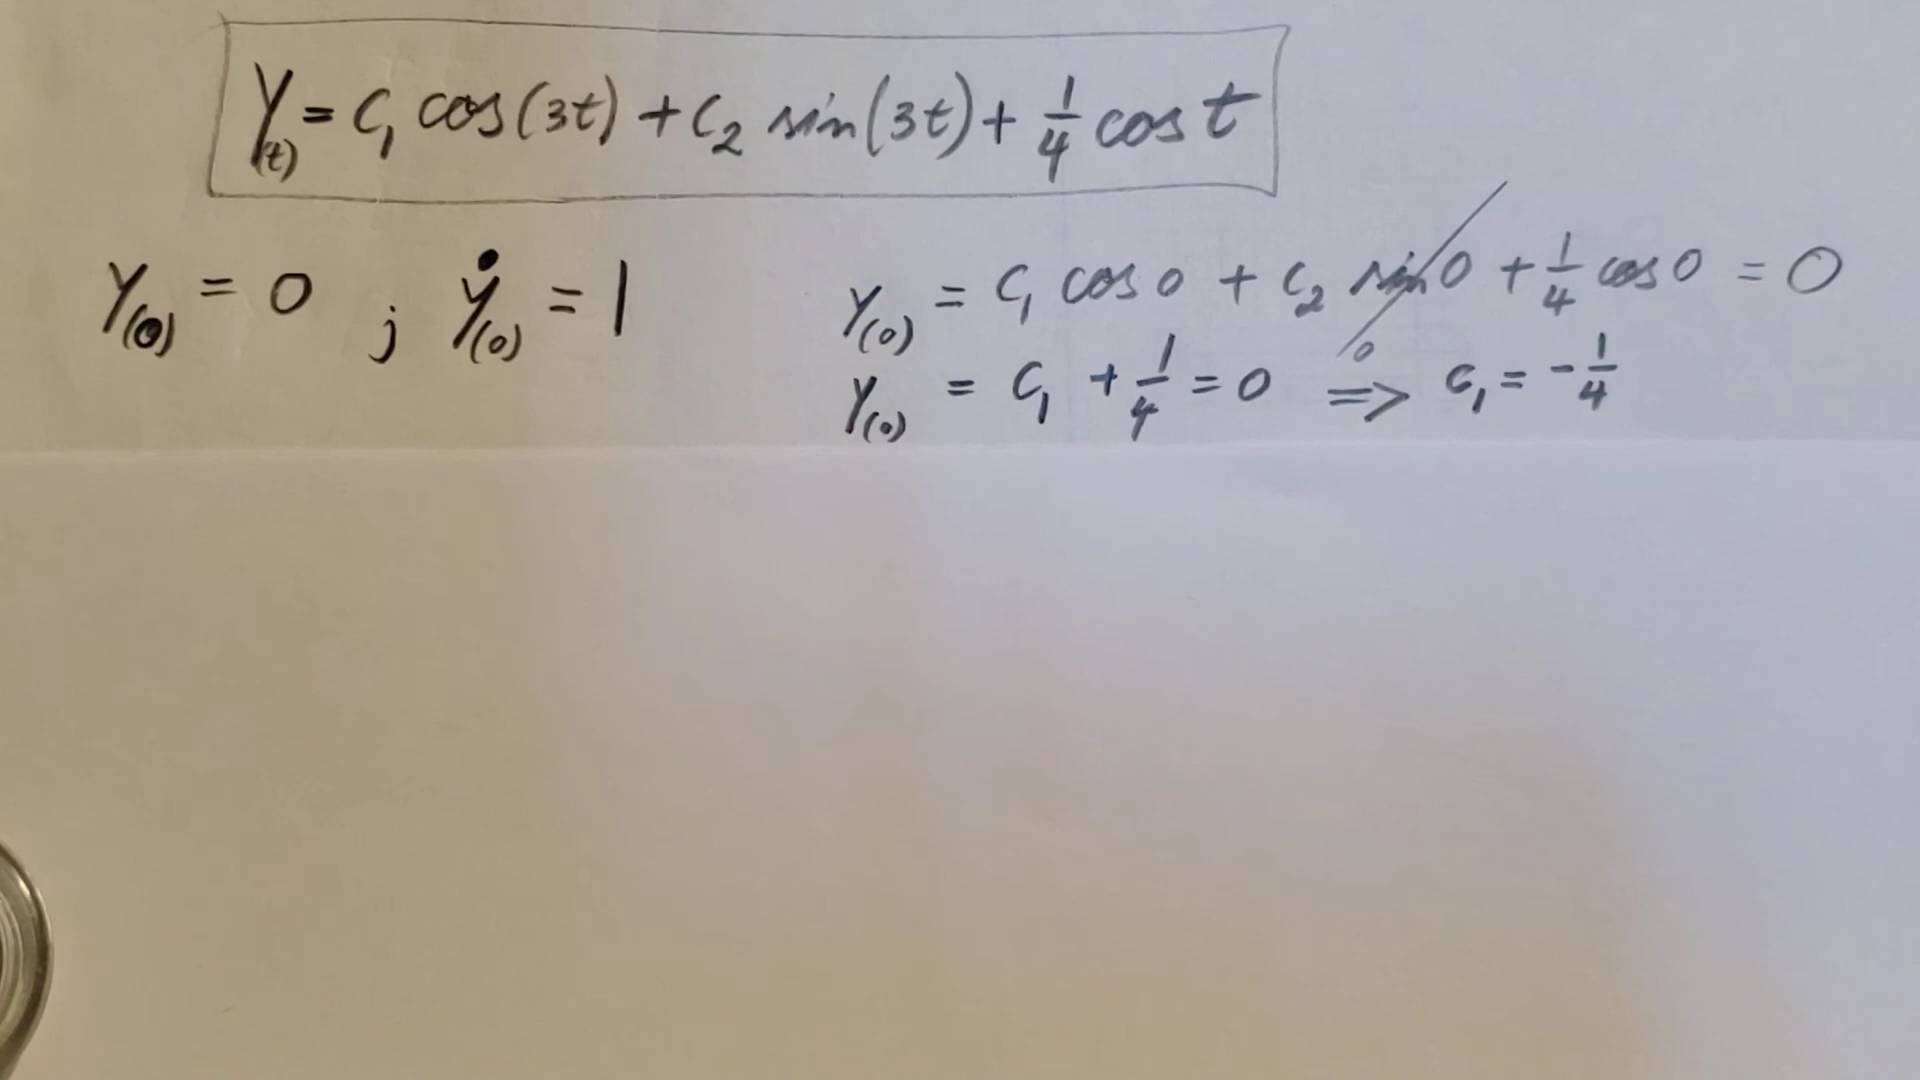 y(t) = C₁ cos(3t) + C₂ sin(3t) + 1/4 cos t
y(0) = 0 ; ẏ(0) = 1
y(0) = C₁ cos 0 + C₂ sin 0 + 1/4 cos 0 = 0
0
y(0) = C₁ + 1/4 = 0 => C₁ = -1/4